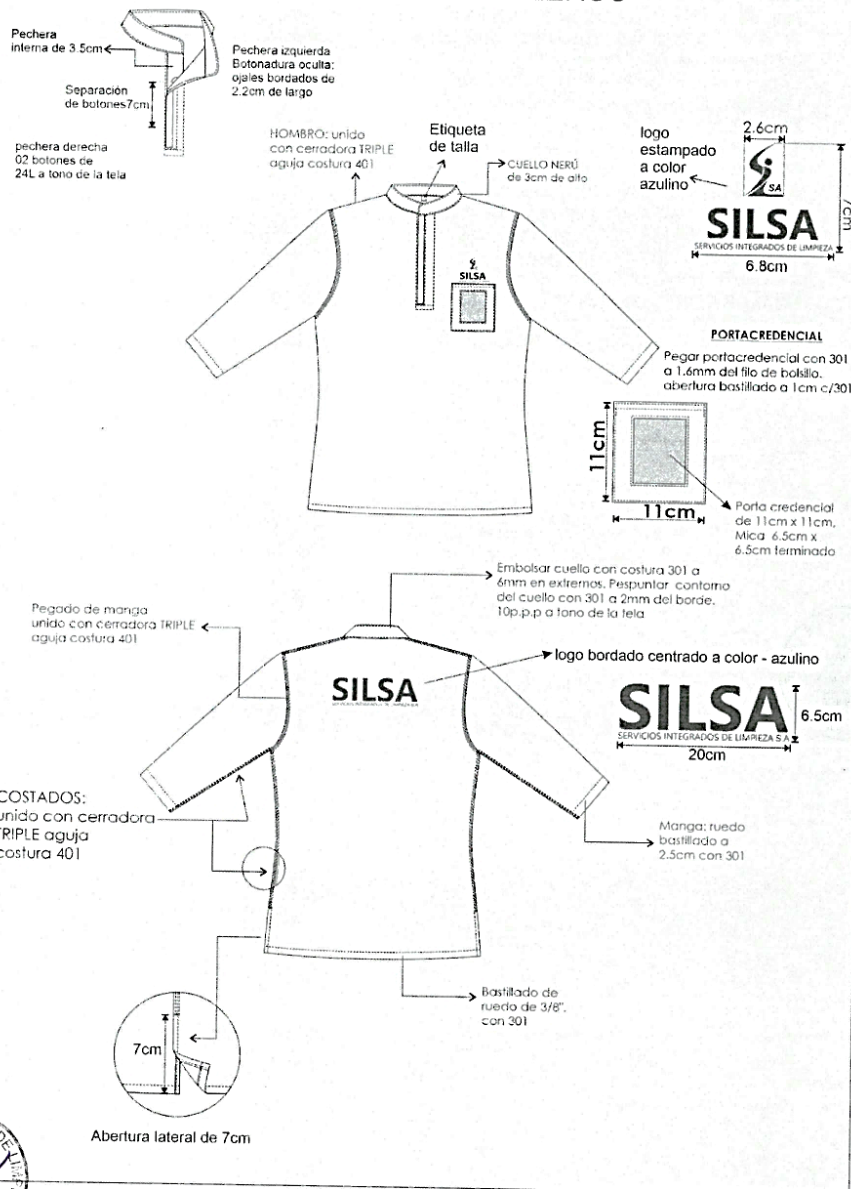 Pechera
interna de 3.5cm
Pechera izquierda
Botonadura oculta:
ojales bordados de
2.2cm de largo
Separación
de botones7cm
pechera derecha
02 botones de
24L a tono de la tela
HOMBRO: unido
con cerradora TRIPLE
aguja costura 401
Etiqueta
de talla
CUELLO NERÚ
de 3cm de alto
logo
estampado
a color
azulino
2.6cm
SA
7cm
SILSA
SERVICIOS INTEGRADOS DE LIMPIEZA
6.8cm
SILSA
PORTACREDENCIAL
Pegar portacredencial con 301
a 1.6mm del filo de bolsillo.
abertura bastillado a 1cm c/301
11cm
11cm
Porta credencial
de 11cm x 11cm,
Mica 6.5cm x
6.5cm terminado
Embolsar cuello con costura 301 a
6mm en extremos. Pespuntar contorno
del cuello con 301 a 2mm del borde.
10p.p.p a tono de la tela
Pegado de manga
unido con cerradora TRIPLE
aguja costura 401
logo bordado centrado a color - azulino
SILSA
SILSA
SERVICIOS INTEGRADOS DE LIMPIEZA S.A
6.5cm
20cm
COSTADOS:
unido con cerradora
TRIPLE aguja
costura 401
Manga: ruedo
bastillado a
2.5cm con 301
Bastillado de
ruedo de 3/8".
con 301
7cm
Abertura lateral de 7cm